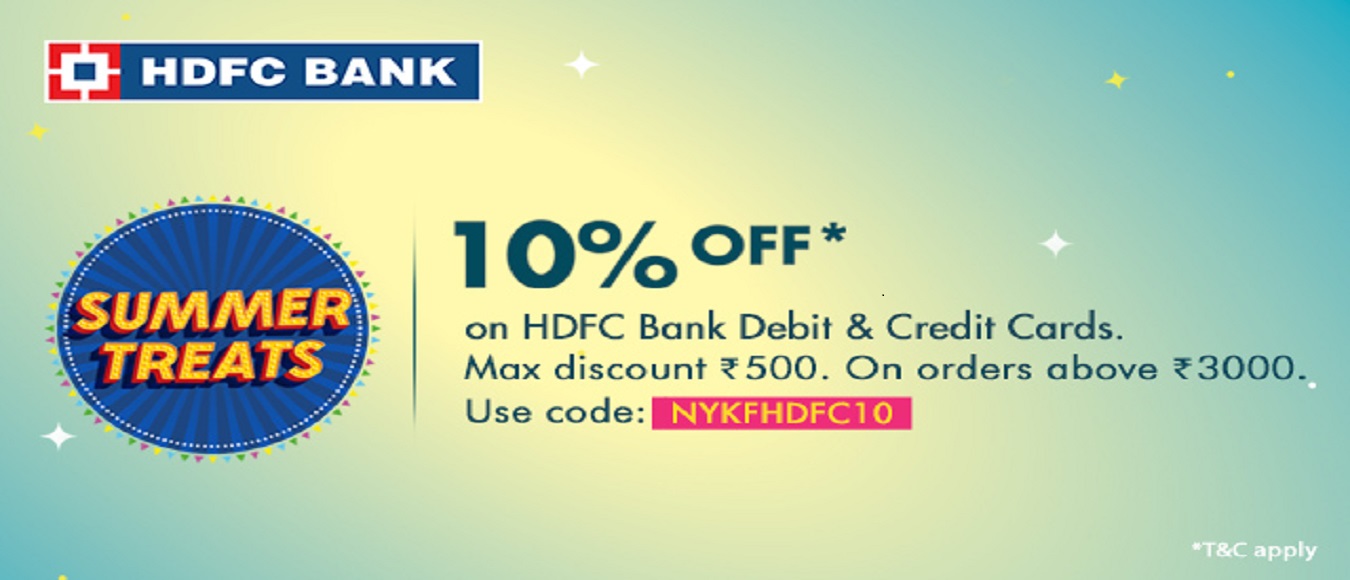 HDFC BANK
SUMMER
TREATS
10% OFF*
on HDFC Bank Debit & Credit Cards.
Max discount ₹500. On orders above ₹3000.
Use code: NYKFHDFC10
*T&C apply